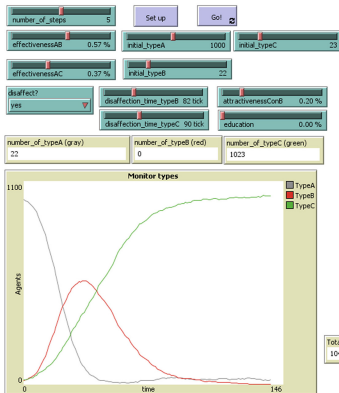 number_of_steps 5
Set up
Go!
effectivenessAB 0.57 %
initial_typeA 1000
initial_typeC 23
effectivenessAC 0.37 %
initial_typeB 22
disaffect?
yes
disaffection_time_typeB 82 tick
attractivenessConB 0.20 %
disaffection_time_typeC 90 tick
education 0.00 %
number_of_typeA (gray)
22
number_of_typeB (red)
0
number_of_typeC (green)
1023
Monitor types
1100
TypeA
TypeB
TypeC
Agents
0
0
time
146